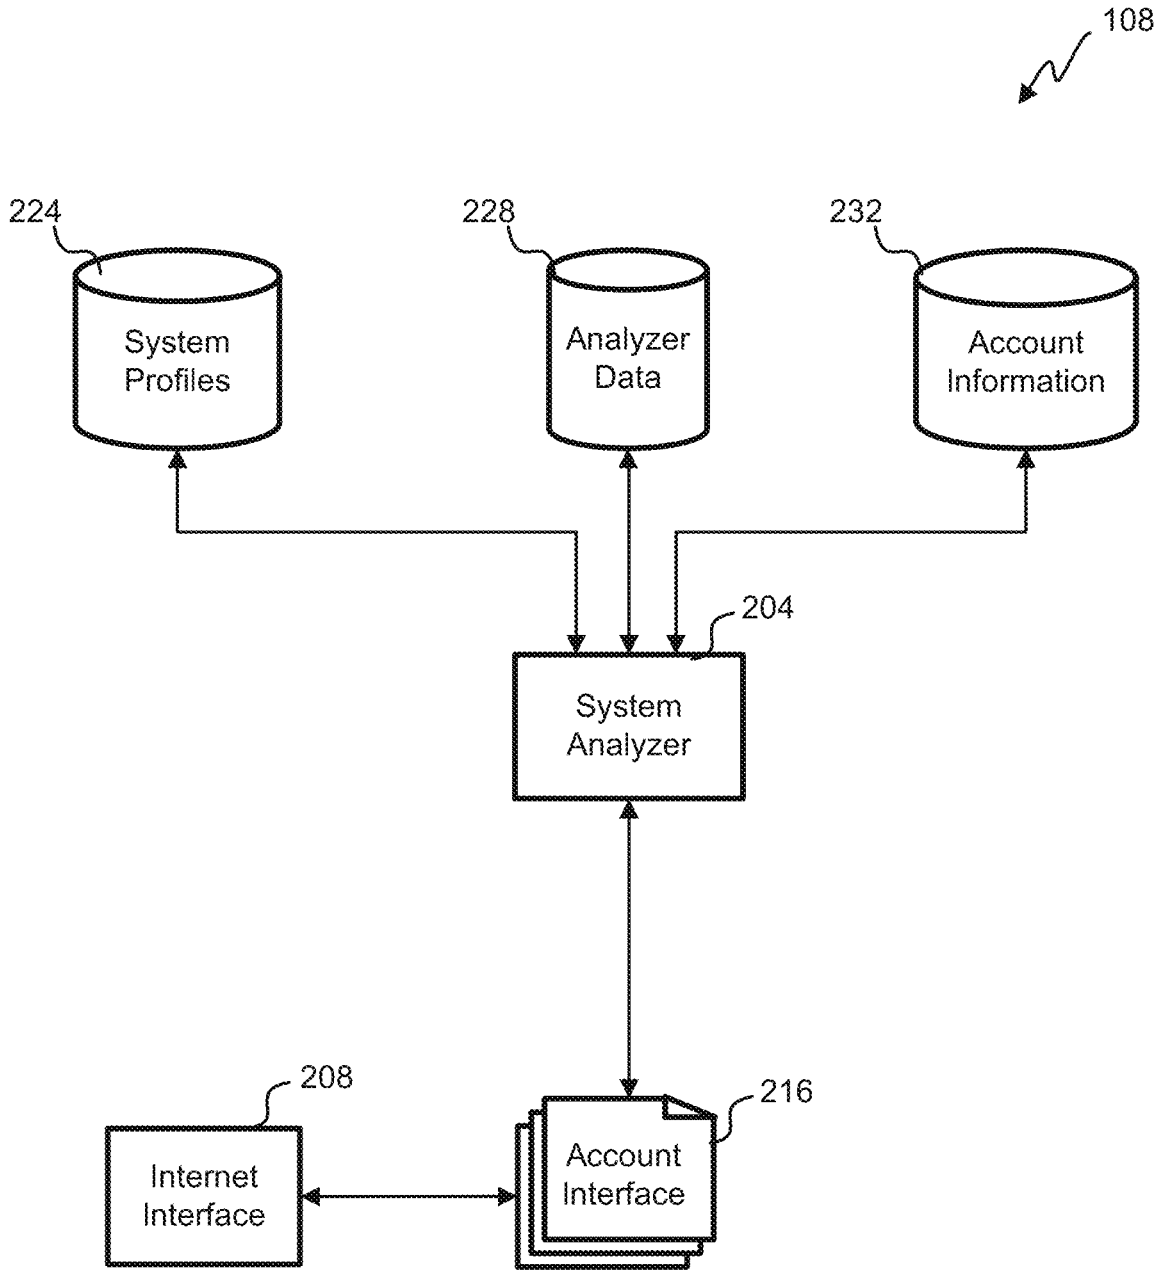 108
224
228
232
System
Profiles
Analyzer
Data
Account
Information
204
System
Analyzer
208
216
Internet
Interface
Account
Interface